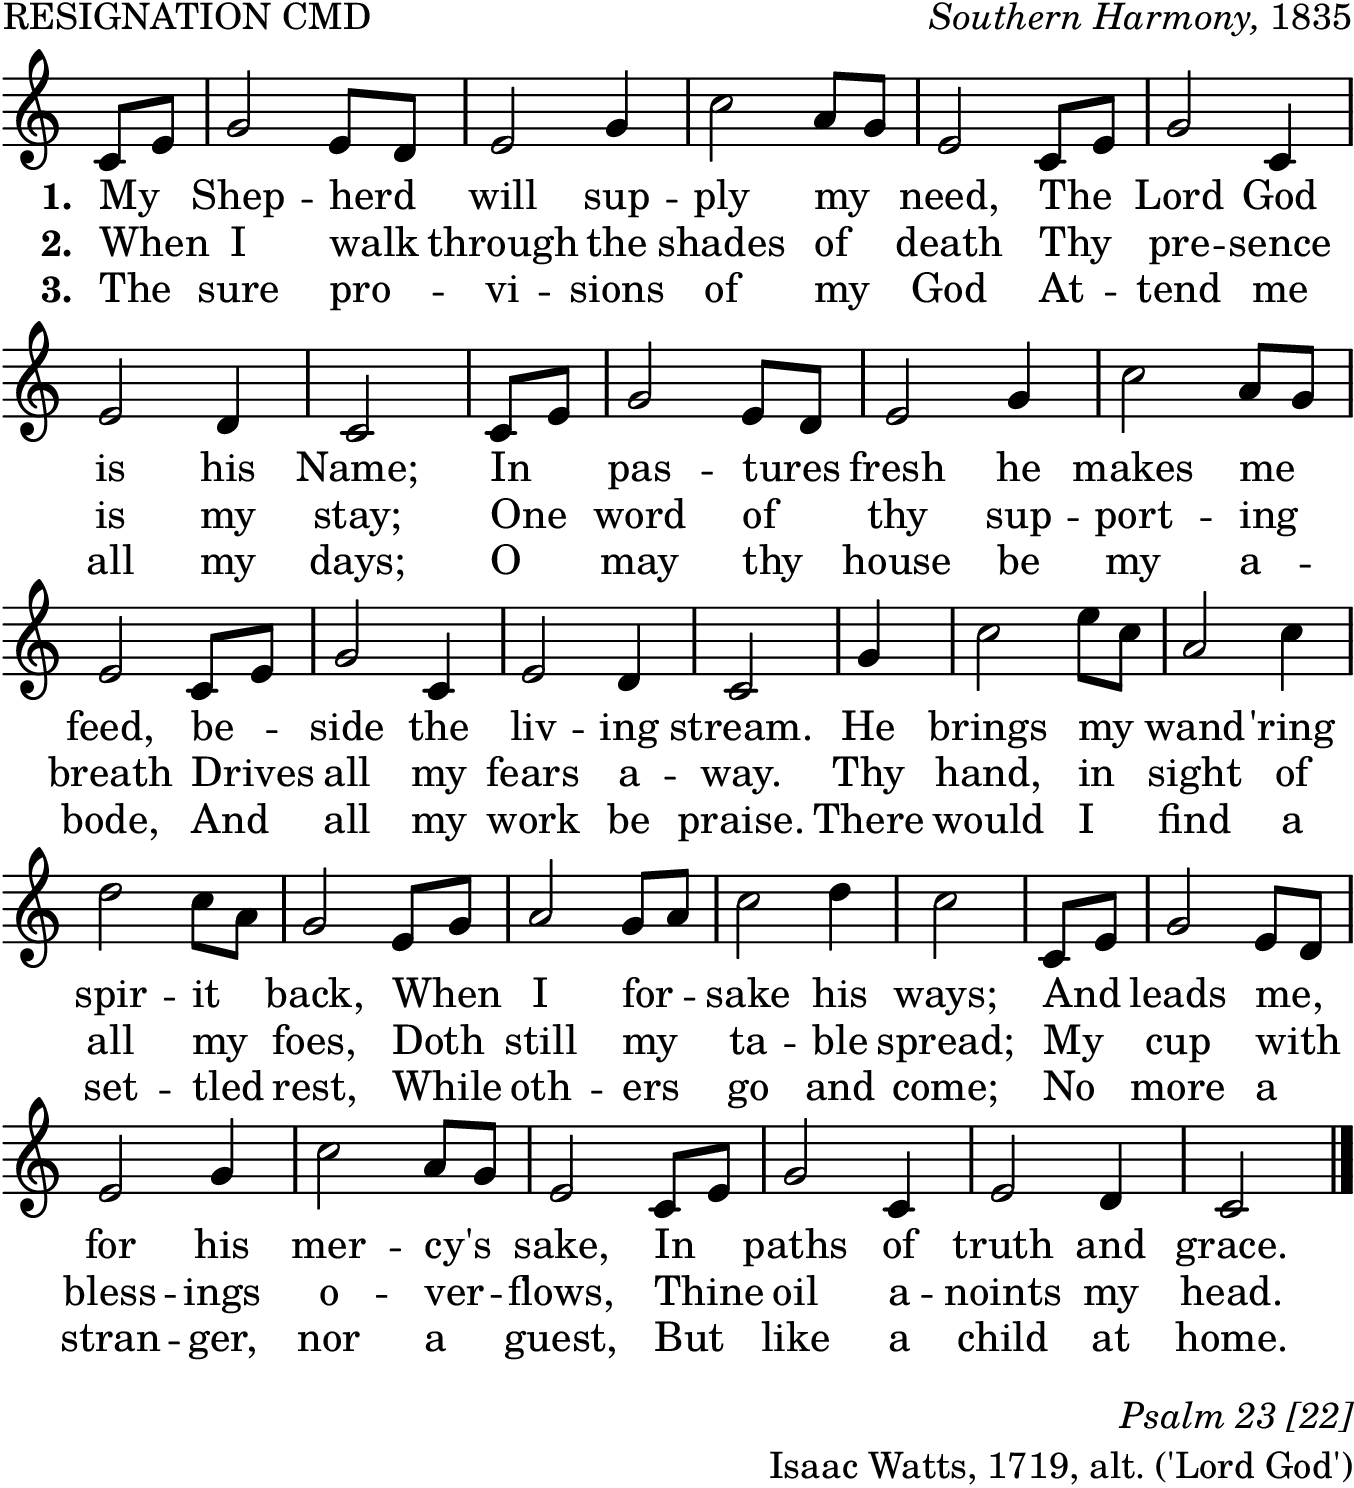 RESIGNATION CMD Southern Harmony, 1835
1. My Shep - herd will sup - ply my need, The Lord God
2. When I walk through the shades of death Thy pre - sence
3. The sure pro - vi - sions of my God At - tend me
is his Name; In pas - tures fresh he makes me
is my stay; One word of thy sup - port - ing
all my days; O may thy house be my a -
feed, be - side the liv - ing stream. He brings my wand'ring
breath Drives all my fears a - way. Thy hand, in sight of
bode, And all my work be praise. There would I find a
spir - it back, When I for - sake his ways; And leads me,
all my foes, Doth still my ta - ble spread; My cup with
set - tled rest, While oth - ers go and come; No more a
for his mer - cy's sake, In paths of truth and grace.
bless - ings o - ver - flows, Thine oil a - noints my head.
stran - ger, nor a guest, But like a child at home.
Psalm 23 [22]
Isaac Watts, 1719, alt. ('Lord God')